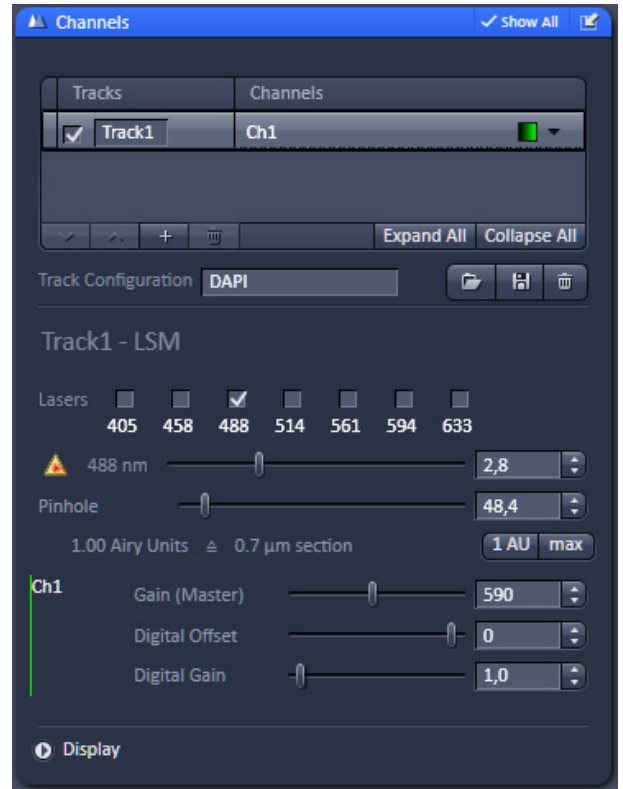 Channels
Show All
Tracks Channels
Track1 Ch1
Expand All Collapse All
Track Configuration DAPI
Track1 - LSM
Lasers
405 458 488 514 561 594 633
488 nm 2,8
Pinhole 48,4
1.00 Airy Units ≙ 0.7 µm section 1 AU max
Ch1 Gain (Master) 590
Digital Offset 0
Digital Gain 1,0
Display